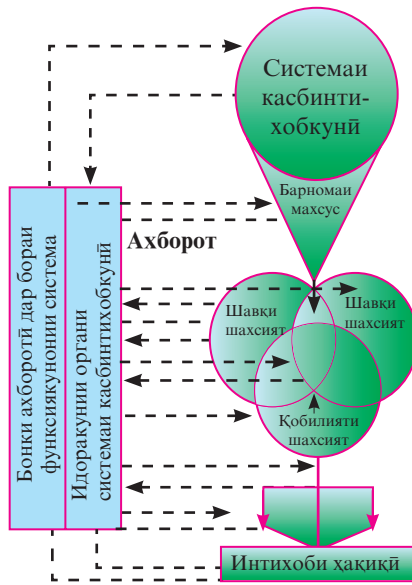 Системаи
касбинти-
хобкунӣ
Барномаи
махсус
Ахборот
Бонки ахборотӣ дар бораи
функсиякунонии система
Идоракунии органи
системаи касбинтихобкунӣ
Шавқи
шахсият
Шавқи
шахсият
Қобилияти
шахсият
Интихоби ҳақиқӣ